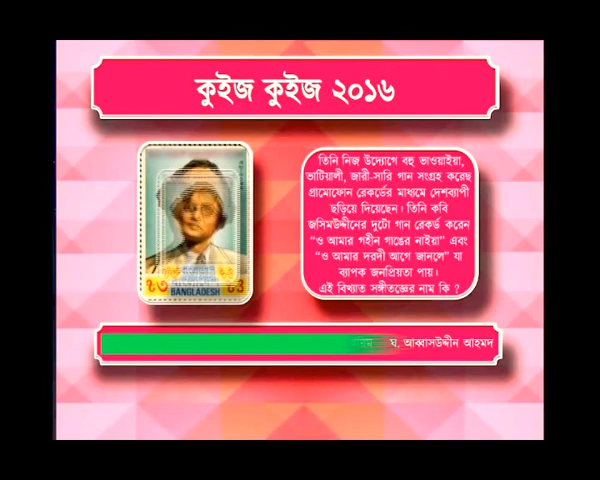 কুইজ কুইজ ২০১৬
তিনি নিজ উদ্যোগে বহু ভাওয়াইয়া,
ভাটিয়ালী, জারী-সারি গান সংগ্রহ করেছ
গ্রামোফোন রেকর্ডের মাধ্যমে দেশব্যাপী
ছড়িয়ে দিয়েছেন। তিনি কবি
জসিমউদ্দীনের দুটো গান রেকর্ড করেন
“ও আমার গহীন গাঙের নাইয়া” এবং
“ও আমার দরদী আগে জানলে” যা
ব্যাপক জনপ্রিয়তা পায়।
এই বিখ্যাত সঙ্গীতজ্ঞের নাম কি ?
৳৩ ৳3
BANGLADESH
ঘ. আব্বাসউদ্দীন আহমদ